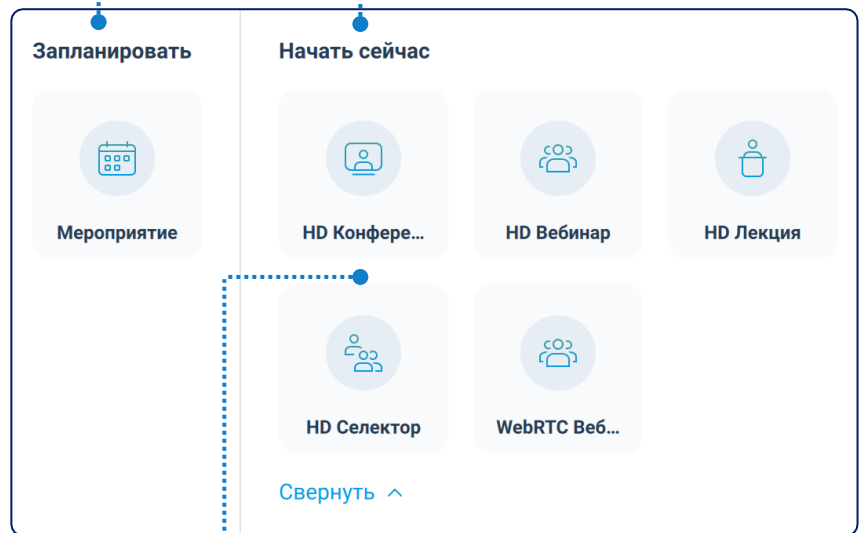 Запланировать
Начать сейчас
Мероприятие
HD Конфере...
HD Вебинар
HD Лекция
HD Селектор
WebRTC Веб...
Свернуть